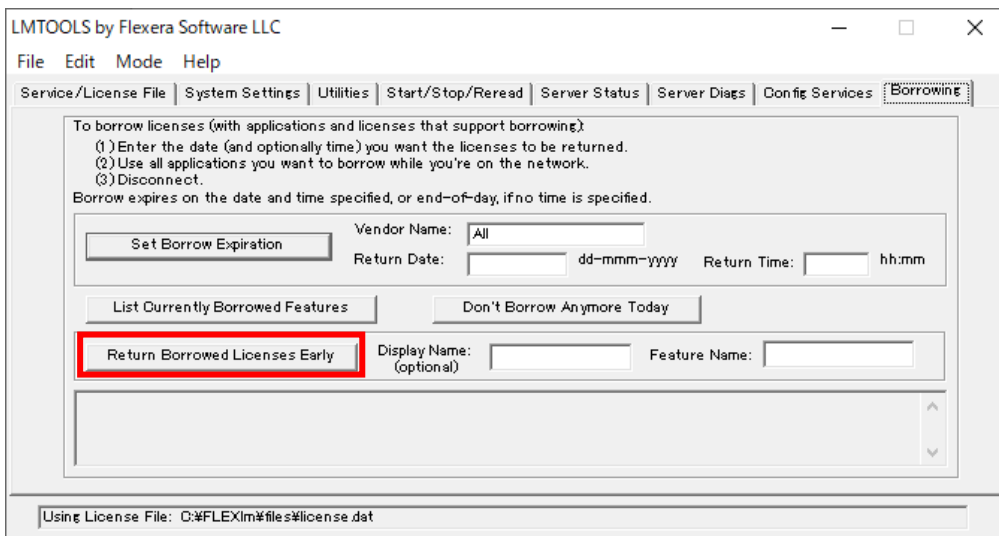 LMTOOLS by Flexera Software LLC
File Edit Mode Help
Service/License File System Settings Utilities Start/Stop/Reread Server Status Server Diags Config Services Borrowing
To borrow licenses (with applications and licenses that support borrowing):
(1) Enter the date (and optionally time) you want the licenses to be returned.
(2) Use all applications you want to borrow while you're on the network.
(3) Disconnect.
Borrow expires on the date and time specified, or end-of-day, if no time is specified.
Set Borrow Expiration Vendor Name: All
Return Date: dd-mmm-yyyy Return Time: hh:mm
List Currently Borrowed Features Don't Borrow Anymore Today
Return Borrowed Licenses Early Display Name: (optional) Feature Name:
Using License File: C:¥FLEXlm¥files¥license.dat